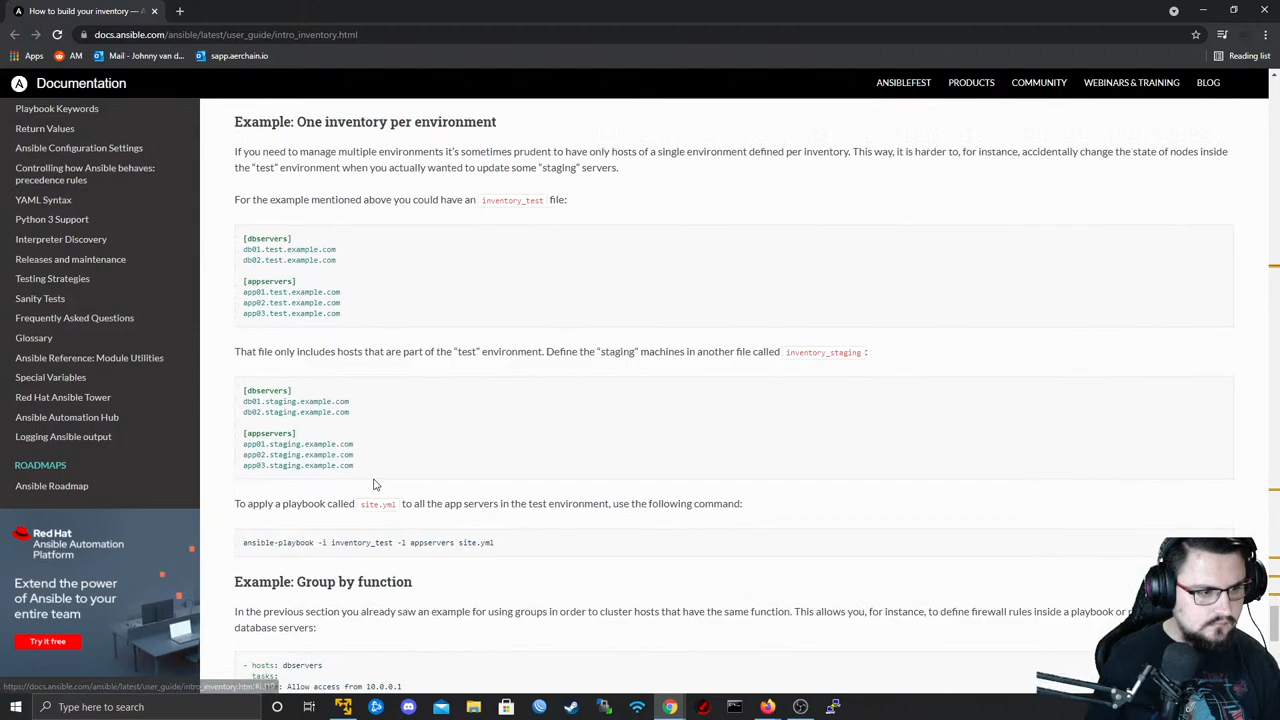 How to build your inventory — A
docs.ansible.com/ansible/latest/user_guide/intro_inventory.html
Apps
AM
Mail - Johnny van d...
sapp.aerchain.io
Reading list
Documentation
ANSIBLEFEST
PRODUCTS
COMMUNITY
WEBINARS & TRAINING
BLOG
Playbook Keywords
Return Values
Ansible Configuration Settings
Controlling how Ansible behaves:
precedence rules
YAML Syntax
Python 3 Support
Interpreter Discovery
Releases and maintenance
Testing Strategies
Sanity Tests
Frequently Asked Questions
Glossary
Ansible Reference: Module Utilities
Special Variables
Red Hat Ansible Tower
Ansible Automation Hub
Logging Ansible output
ROADMAPS
Ansible Roadmap
Red Hat
Ansible Automation
Platform
Extend the power
of Ansible to your
entire team
Try it free
Example: One inventory per environment
If you need to manage multiple environments it's sometimes prudent to have only hosts of a single environment defined per inventory. This way, it is harder to, for instance, accidentally change the state of nodes inside
the “test” environment when you actually wanted to update some “staging” servers.
For the example mentioned above you could have an inventory_test file:
[dbservers]
db01.test.example.com
db02.test.example.com
[appservers]
app01.test.example.com
app02.test.example.com
app03.test.example.com
That file only includes hosts that are part of the “test” environment. Define the “staging” machines in another file called inventory_staging :
[dbservers]
db01.staging.example.com
db02.staging.example.com
[appservers]
app01.staging.example.com
app02.staging.example.com
app03.staging.example.com
To apply a playbook called site.yml to all the app servers in the test environment, use the following command:
ansible-playbook -i inventory_test -l appservers site.yml
Example: Group by function
In the previous section you already saw an example for using groups in order to cluster hosts that have the same function. This allows you, for instance, to define firewall rules inside a playbook or
database servers:
- hosts: dbservers
tasks:
Allow access from 10.0.0.1
https://docs.ansible.com/ansible/latest/user_guide/intro_inventory.html
Type here to search